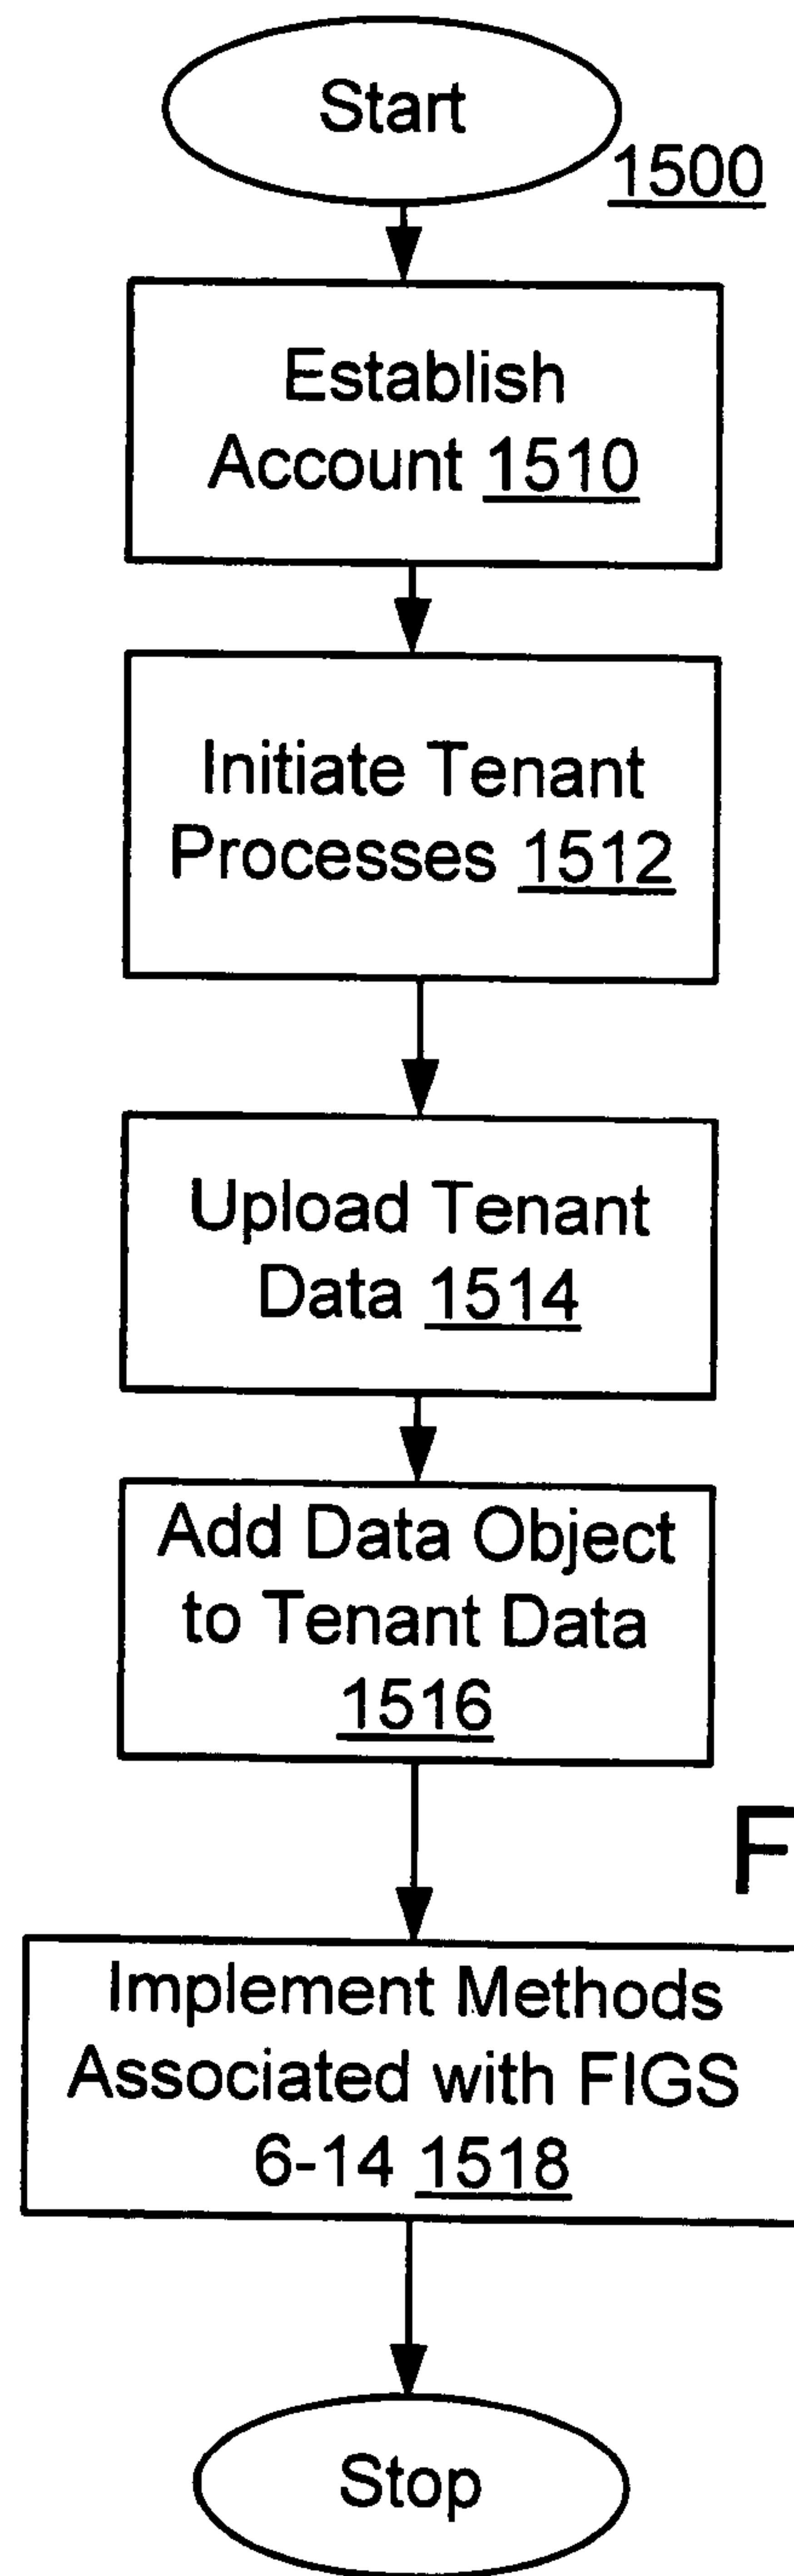 Start
1500
Establish
Account 1510
Initiate Tenant
Processes 1512
Upload Tenant
Data 1514
Add Data Object
to Tenant Data
1516
F
Implement Methods
Associated with FIGS
6-14 1518
Stop